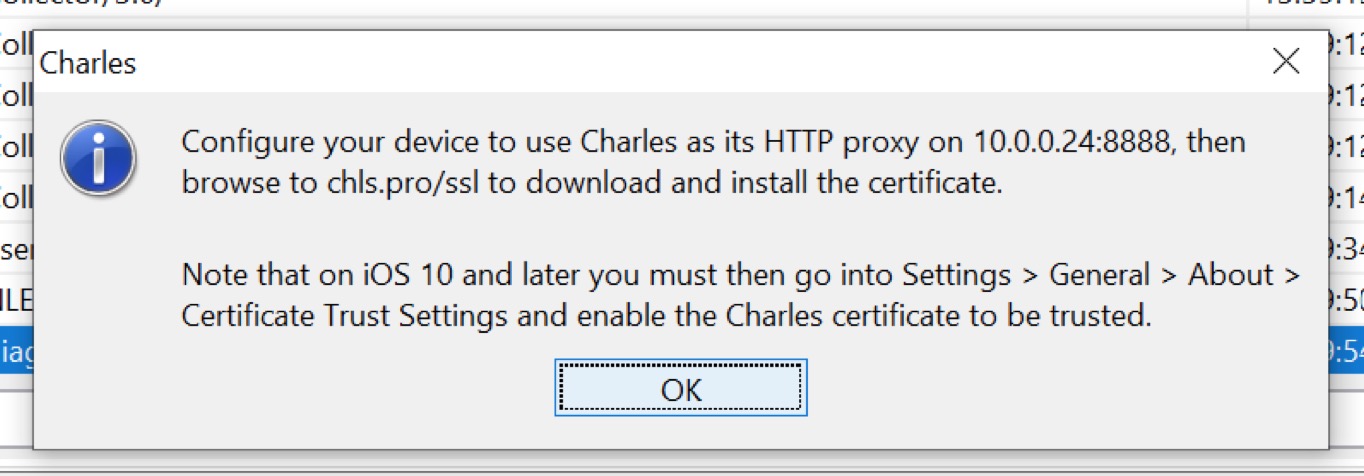 Charles
Configure your device to use Charles as its HTTP proxy on 10.0.0.24:8888, then
browse to chls.pro/ssl to download and install the certificate.
Note that on iOS 10 and later you must then go into Settings > General > About >
Certificate Trust Settings and enable the Charles certificate to be trusted.
OK